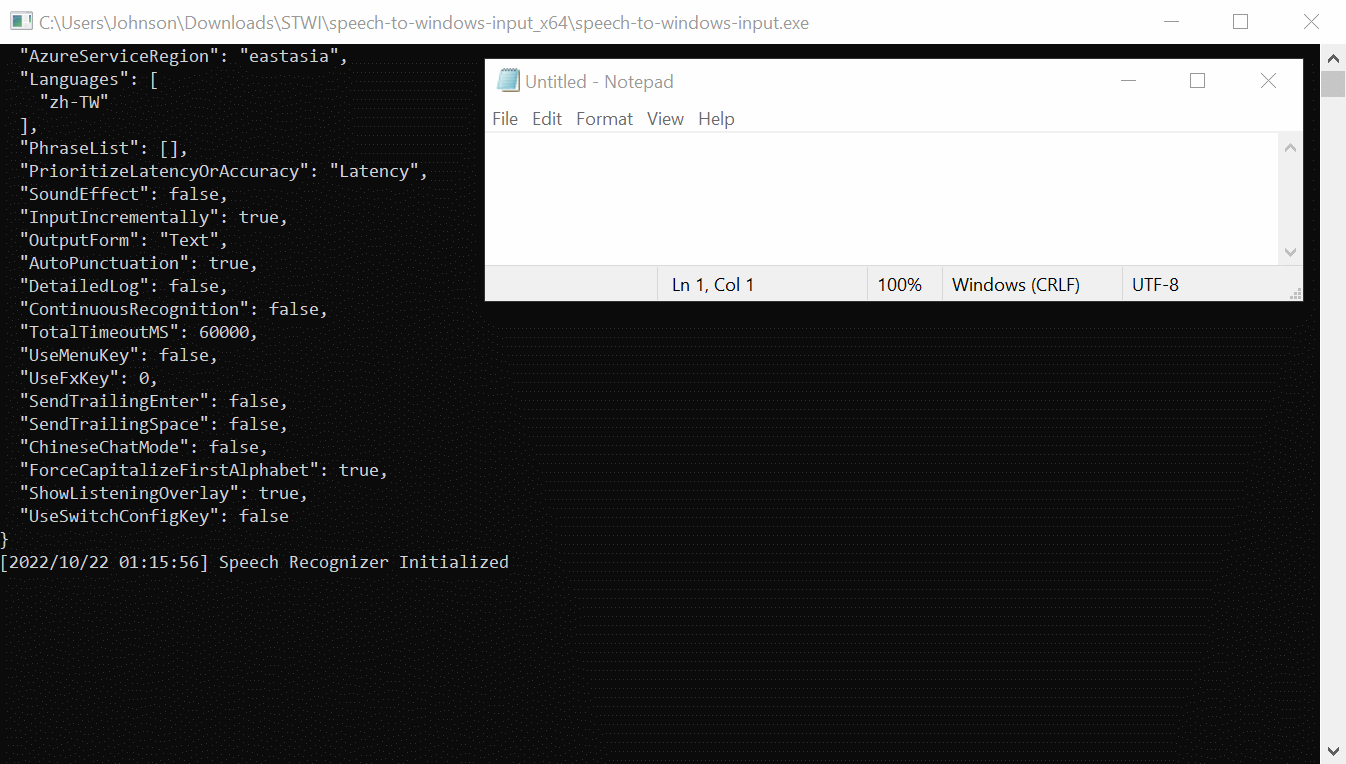 C:\Users\Johnson\Downloads\STWI\speech-to-windows-input_x64\speech-to-windows-input.exe
"AzureServiceRegion": "eastasia",
"Languages": [
"zh-TW"
],
"PhraseList": [],
"PrioritizeLatencyOrAccuracy": "Latency",
"SoundEffect": false,
"InputIncrementally": true,
"OutputForm": "Text",
"AutoPunctuation": true,
"DetailedLog": false,
"ContinuousRecognition": false,
"TotalTimeoutMS": 60000,
"UseMenuKey": false,
"UseFxKey": 0,
"SendTrailingEnter": false,
"SendTrailingSpace": false,
"ChineseChatMode": false,
"ForceCapitalizeFirstAlphabet": true,
"ShowListeningOverlay": true,
"UseSwitchConfigKey": false
}
[2022/10/22 01:15:56] Speech Recognizer Initialized
Untitled - Notepad
File Edit Format View Help
Ln 1, Col 1 100% Windows (CRLF) UTF-8